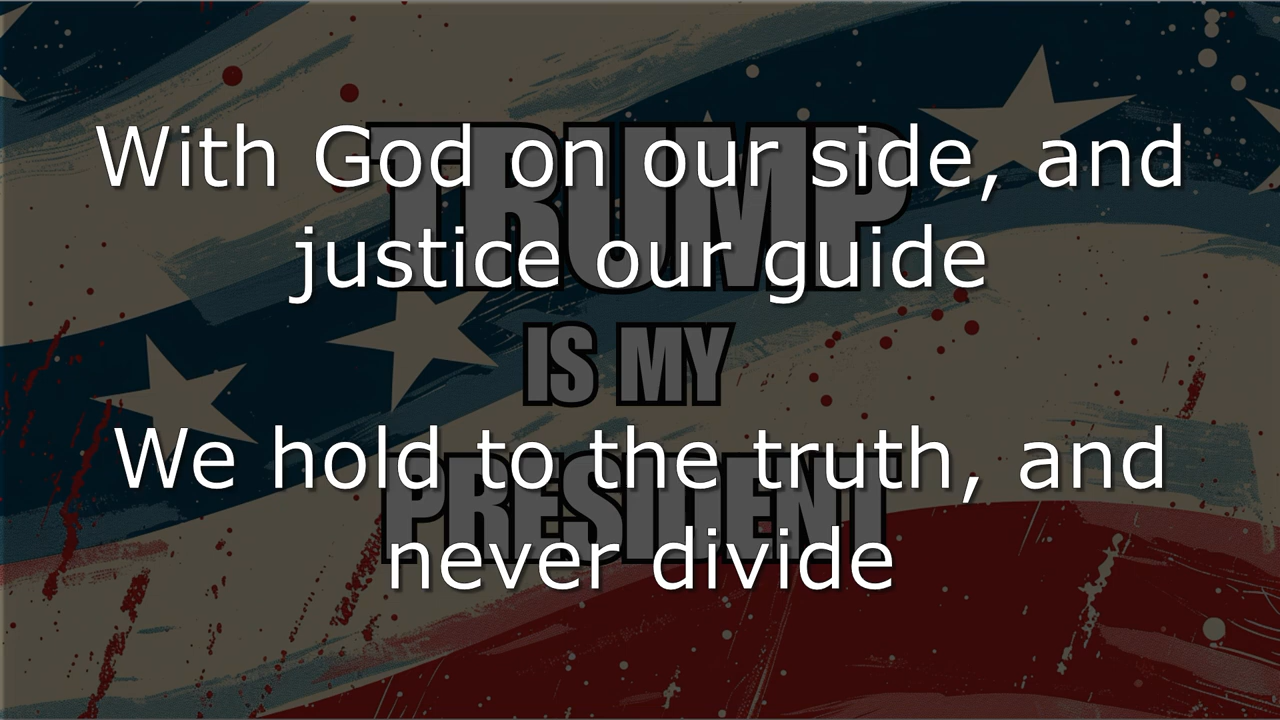 With God on our side, and
TRUMP
justice our guide
IS MY
We hold to the truth, and
PRESIDENT
never divide